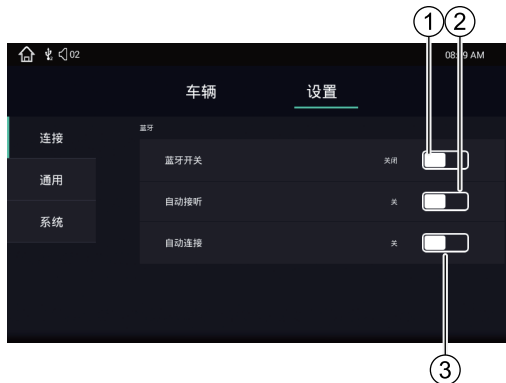 1 2
02 08:19 AM
车辆 设置
连接
蓝牙
蓝牙开关 关闭
通用
自动接听 关
系统
自动连接 关
3